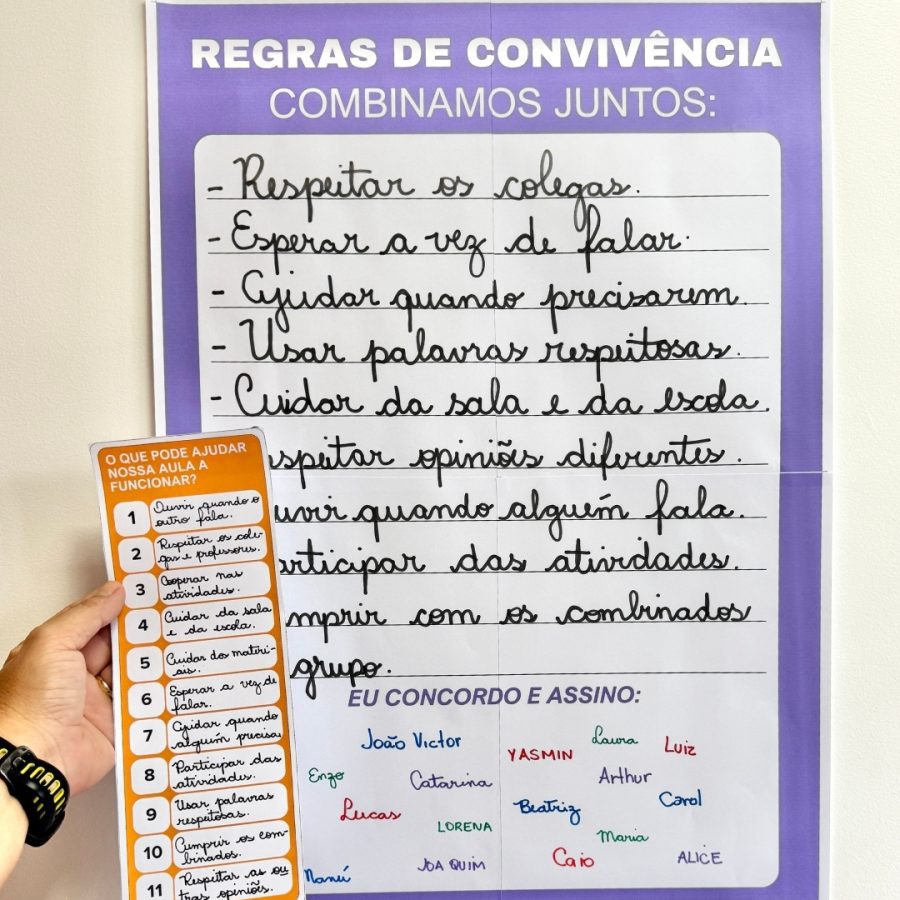 REGRAS DE CONVIVÊNCIA
COMBINAMOS JUNTOS:
- Respeitar os colegas.
- Esperar a vez de falar.
- Ajudar quando precisarem.
- Usar palavras respeitosas.
- Cuidar da sala e da escola.
speitar opiniões diferentes.
uvir quando alguém fala.
articipar das atividades.
mprir com os combinados
grupo.
EU CONCORDO E ASSINO:
João Victor
YASMIN
Laura
Luiz
Enzo
Catarina
Arthur
Lucas
Beatriz
Carol
LORENA
Maria
Manú
JOAQUIM
Caio
ALICE
O QUE PODE AJUDAR
NOSSA AULA A
FUNCIONAR?
1 Ouvir quando o
outro fala.
2 Respeitar os cole-
gas e professores.
3 Cooperar nas
atividades.
4 Cuidar da sala
e da escola.
5 Cuidar dos materi-
ais.
6 Esperar a vez de
falar.
7 Ajudar quando
alguém precisa
8 Participar das
atividades.
9 Usar palavras
respeitosas.
10 Cumprir os com-
binados.
11 Respeitar as ou
tras opiniões.